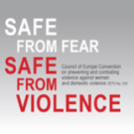 SAFE
FROM FEAR
SAFE
FROM
VIOLENCE
Council of Europe Convention
on preventing and combating
violence against women
and domestic violence